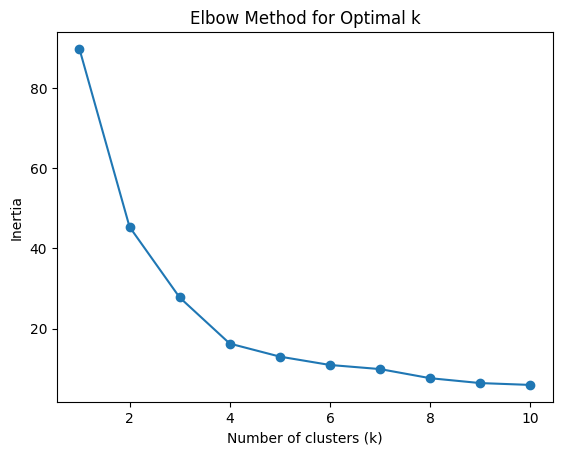 Elbow Method for Optimal k
80
60
40
20
Inertia
2 4 6 8 10
Number of clusters (k)